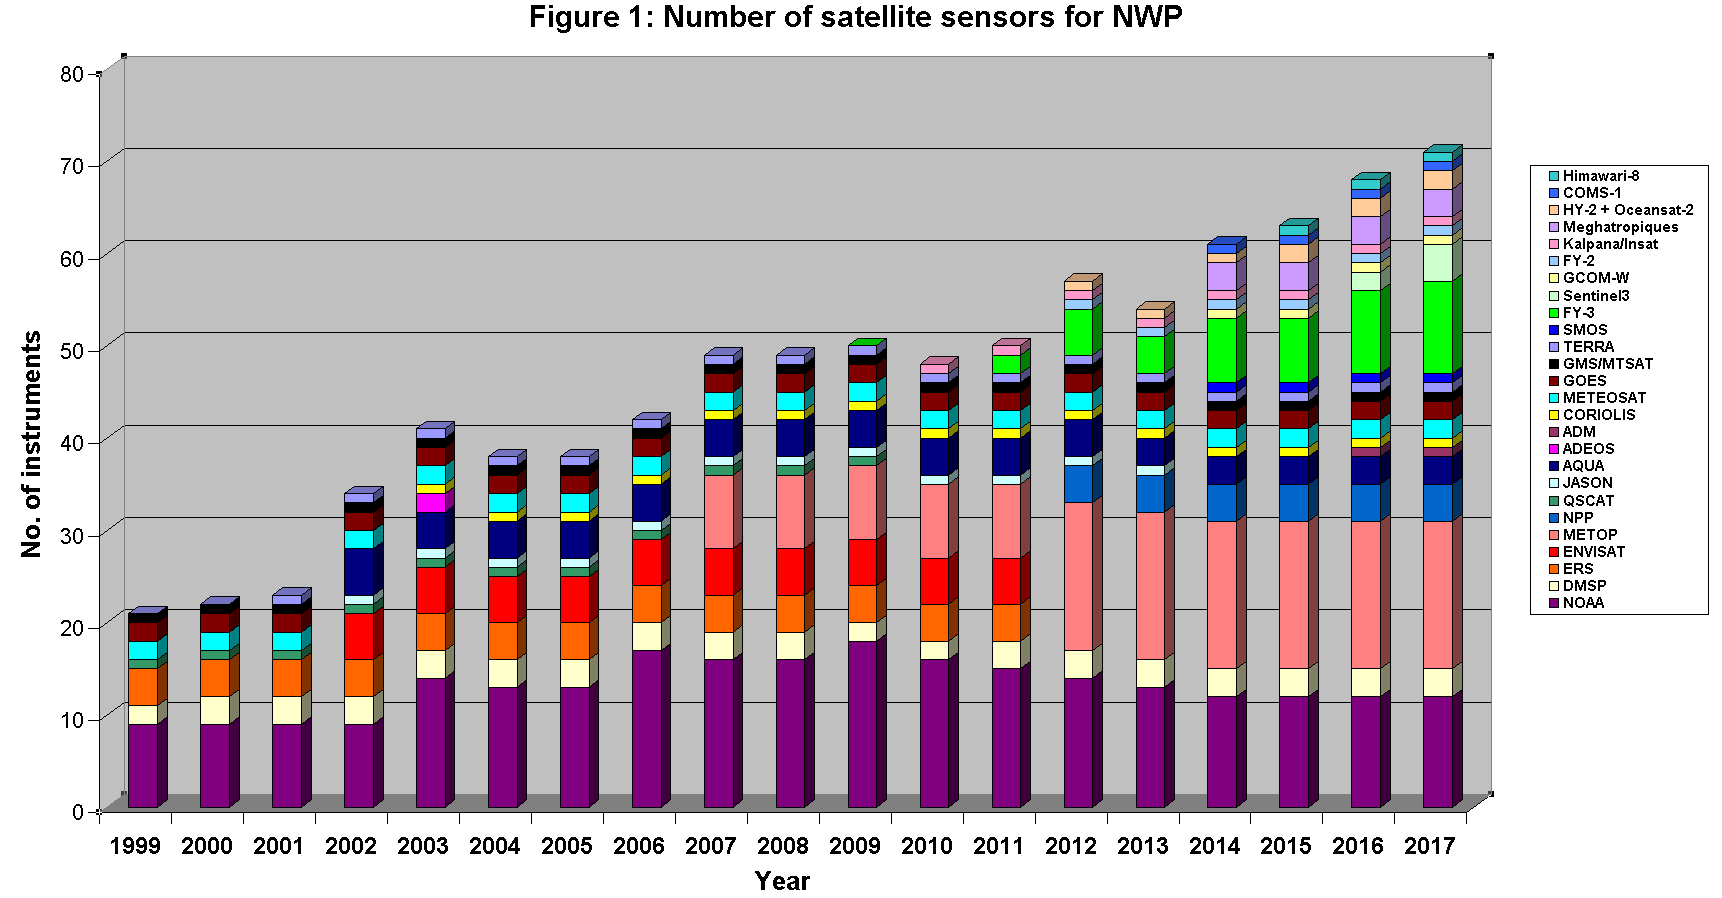 Figure 1: Number of satellite sensors for NWP
No. of instruments
80
70
60
50
40
30
20
10
0
1999 2000 2001 2002 2003 2004 2005 2006 2007 2008 2009 2010 2011 2012 2013 2014 2015 2016 2017
Year
Himawari-8
COMS-1
HY-2 + Oceansat-2
Meghatropiques
Kalpana/Insat
FY-2
GCOM-W
Sentinel3
FY-3
SMOS
TERRA
GMS/MTSAT
GOES
METEOSAT
CORIOLIS
ADM
ADEOS
AQUA
JASON
QSCAT
NPP
METOP
ENVISAT
ERS
DMSP
NOAA